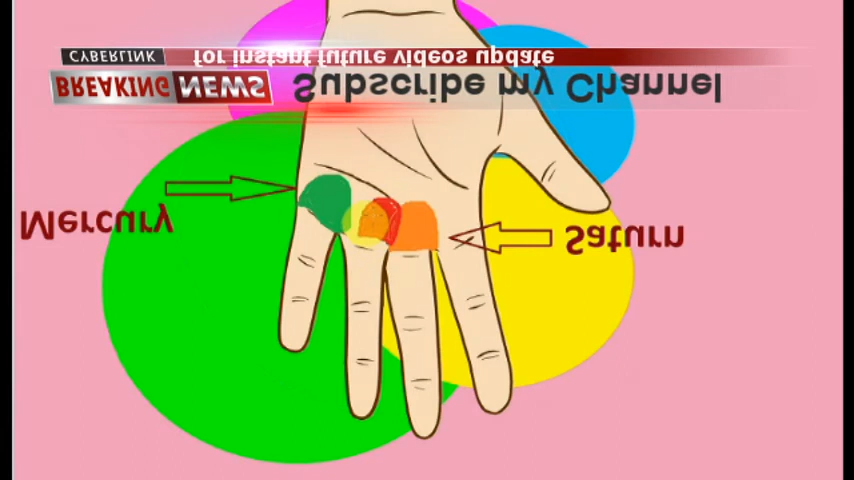 CYBERLINK
for instant future videos update
BREAKING NEWS
Subscribe my Channel
Mercury
Saturn